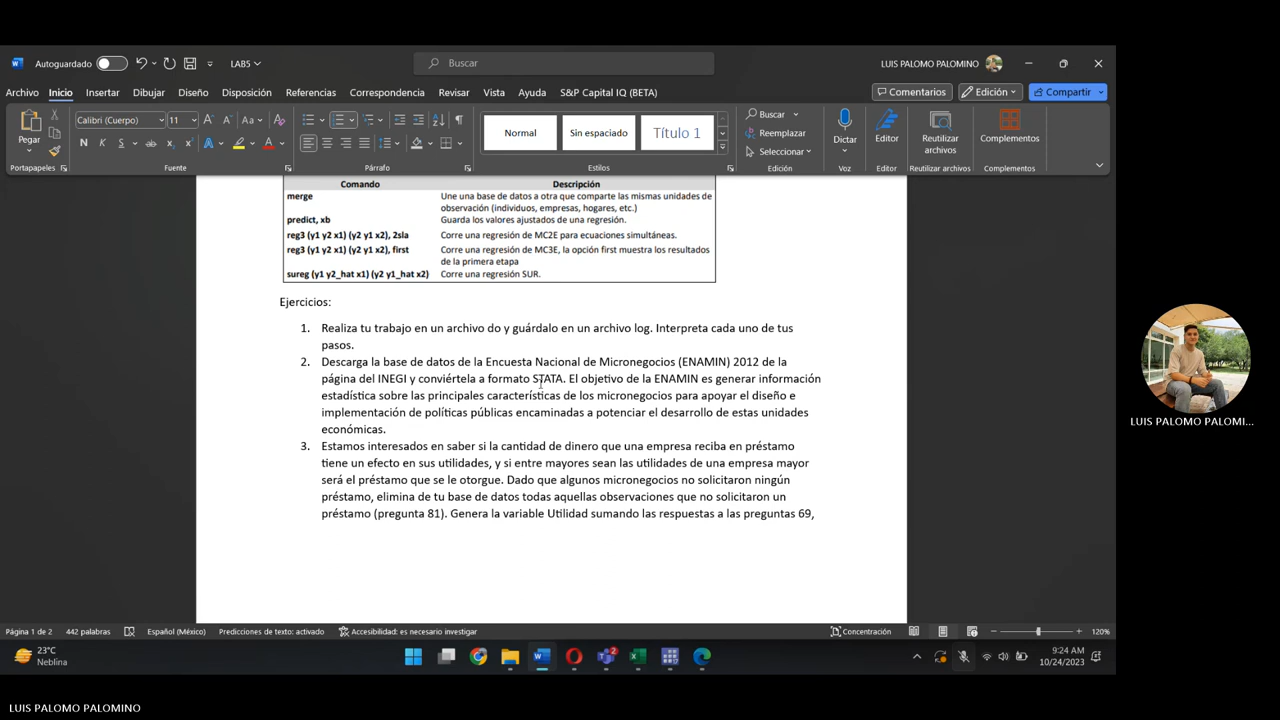 Autoguardado
LAB5
Buscar
LUIS PALOMO PALOMINO
Archivo Inicio Insertar Dibujar Diseño Disposición Referencias Correspondencia Revisar Vista Ayuda S&P Capital IQ (BETA)
Comentarios Edición Compartir
Pegar
Calibri (Cuerpo) 11
Normal Sin espaciado Título 1
Buscar
Reemplazar
Seleccionar
Dictar
Editor
Reutilizar archivos
Complementos
Portapapeles Fuente Párrafo Estilos Edición Voz Editor Reutilizar archivos Complementos
Comando Descripción
merge Une una base de datos a otra que comparte las mismas unidades de
observación (individuos, empresas, hogares, etc.)
predict, xb Guarda los valores ajustados de una regresión.
reg3 (y1 y2 x1) (y2 y1 x2), 2sla Corre una regresión de MC2E para ecuaciones simultáneas.
reg3 (y1 y2 x1) (y2 y1 x2), first Corre una regresión de MC3E, la opción first muestra los resultados
de la primera etapa
sureg (y1 y2_hat x1) (y2 y1_hat x2) Corre una regresión SUR.
Ejercicios:
1. Realiza tu trabajo en un archivo do y guárdalo en un archivo log. Interpreta cada uno de tus
pasos.
2. Descarga la base de datos de la Encuesta Nacional de Micronegocios (ENAMIN) 2012 de la
página del INEGI y conviértela a formato STATA. El objetivo de la ENAMIN es generar información
estadística sobre las principales características de los micronegocios para apoyar el diseño e
implementación de políticas públicas encaminadas a potenciar el desarrollo de estas unidades
económicas.
3. Estamos interesados en saber si la cantidad de dinero que una empresa reciba en préstamo
tiene un efecto en sus utilidades, y si entre mayores sean las utilidades de una empresa mayor
será el préstamo que se le otorgue. Dado que algunos micronegocios no solicitaron ningún
préstamo, elimina de tu base de datos todas aquellas observaciones que no solicitaron un
préstamo (pregunta 81). Genera la variable Utilidad sumando las respuestas a las preguntas 69,
LUIS PALOMO PALOMI...
Página 1 de 2 442 palabras Español (México) Predicciones de texto: activado Accesibilidad: es necesario investigar Concentración 120%
23°C
Neblina
9:24 AM
10/24/2023
LUIS PALOMO PALOMINO